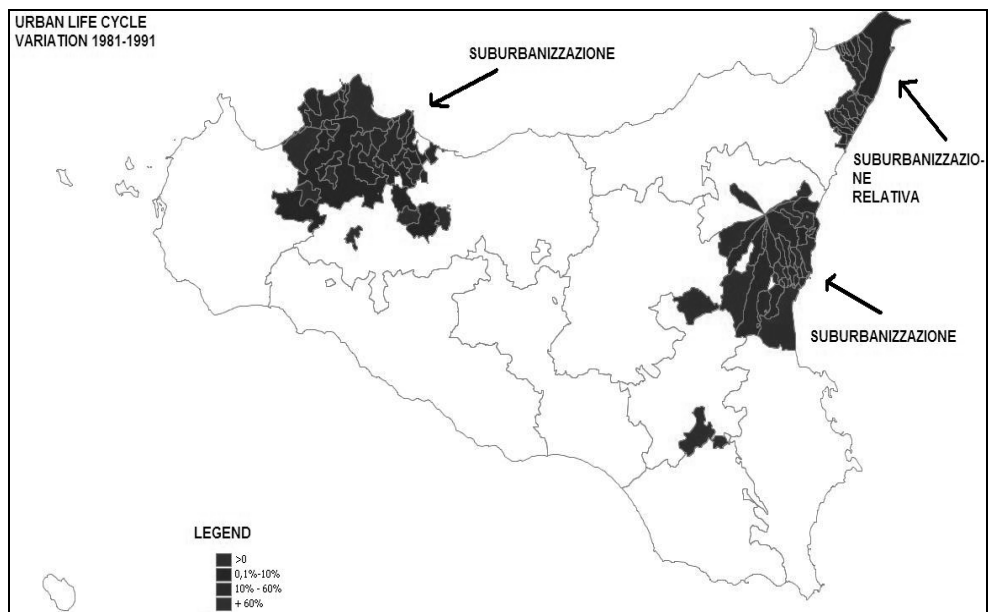 URBAN LIFE CYCLE
VARIATION 1981-1991
SUBURBANIZZAZIONE
SUBURBANIZZAZIO-
NE
RELATIVA
SUBURBANIZZAZIONE
LEGEND
>0
0,1%-10%
10% - 60%
+ 60%